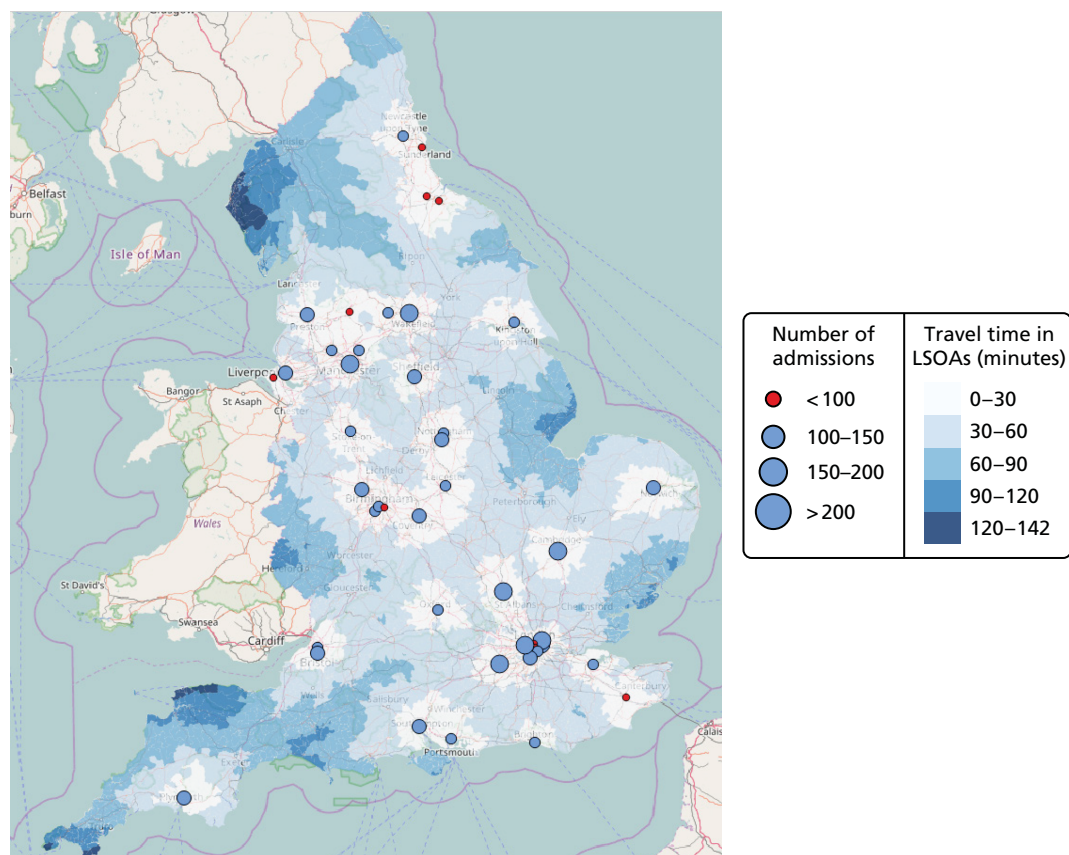 Glasgow
Newcastle
upon Tyne
Carlisle
Sunderland
Belfast
burn
Isle of Man
Ripon
Lancaster
York
Preston
Wakefield
Kingston
upon Hull
Liverpool
Manchester
Sheffield
Bangor
St Asaph
Chester
Lincoln
Stoke-on
Trent
Nottingham
Derby
Lichfield
Leicester
Norwich
Birmingham
Peterborough
Coventry
Ely
Wales
Worcester
Cambridge
Hereford
St David's
Gloucester
Oxford
St Albans
Chelmsford
Swansea
Cardiff
Bristol
Canterbury
Wells
Salisbury
Winchester
Southampton
Brighton
Calais
Portsmouth
Exeter
Plymouth
Truro
Number of
admissions
< 100
100–150
150–200
> 200
Travel time in
LSOAs (minutes)
0–30
30–60
60–90
90–120
120–142